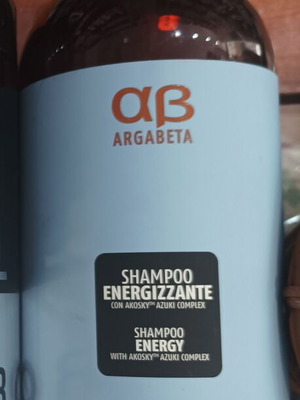 αβ
ARGABETA
SHAMPOO
ENERGIZZANTE
CON AKOSKY™ AZUKI COMPLEX
SHAMPOO
ENERGY
WITH AKOSKY™ AZUKI COMPLEX